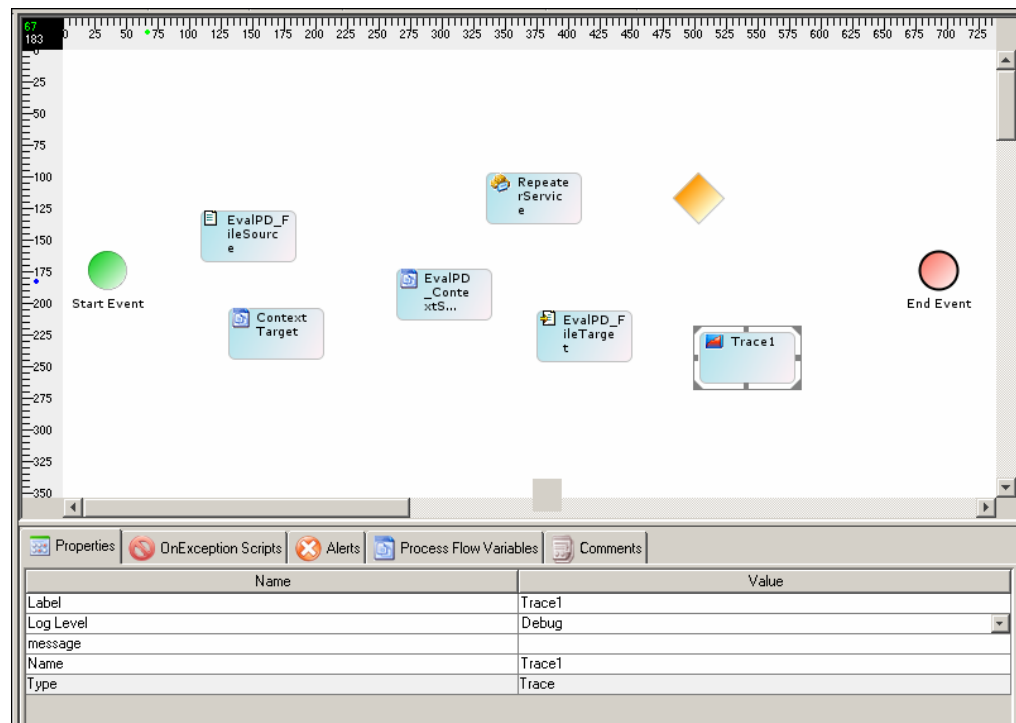 67
183
0 25 50 75 100 125 150 175 200 225 250 275 300 325 350 375 400 425 450 475 500 525 550 575 600 625 650 675 700 725
0
25
50
75
100
125
150
175
200
225
250
275
300
325
350
Repeate
rServic
e
EvalPD_F
ileSourc
e
Start Event
EvalPD
_Conte
xtS...
End Event
Context
Target
EvalPD_F
ileTarge
t
Trace1
Properties OnException Scripts Alerts Process Flow Variables Comments
Name Value
Label Trace1
Log Level Debug
message
Name Trace1
Type Trace